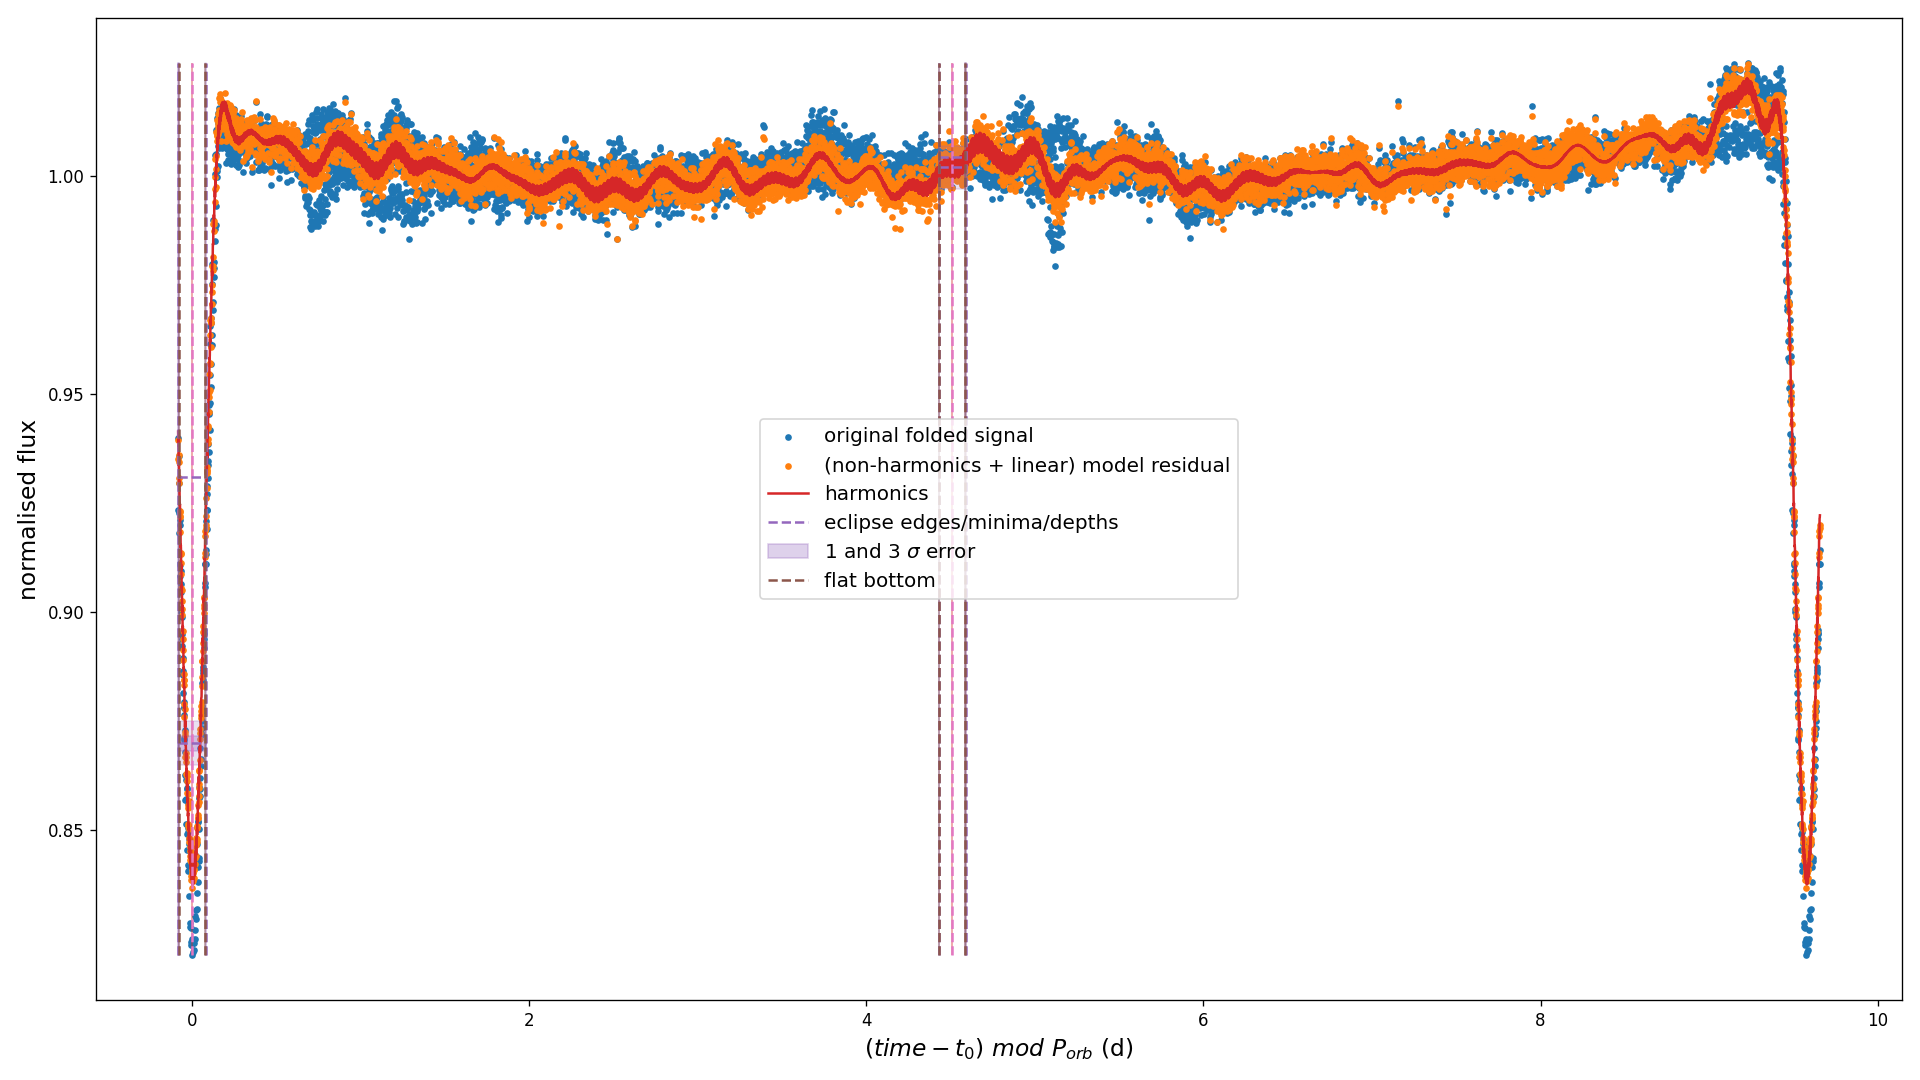 normalised flux
1.00
0.95
0.90
0.85
original folded signal
(non-harmonics + linear) model residual
harmonics
eclipse edges/minima/depths
1 and 3 σ error
flat bottom
0 2 4 6 8 10
(time − t₀) mod Pₒᵣb (d)